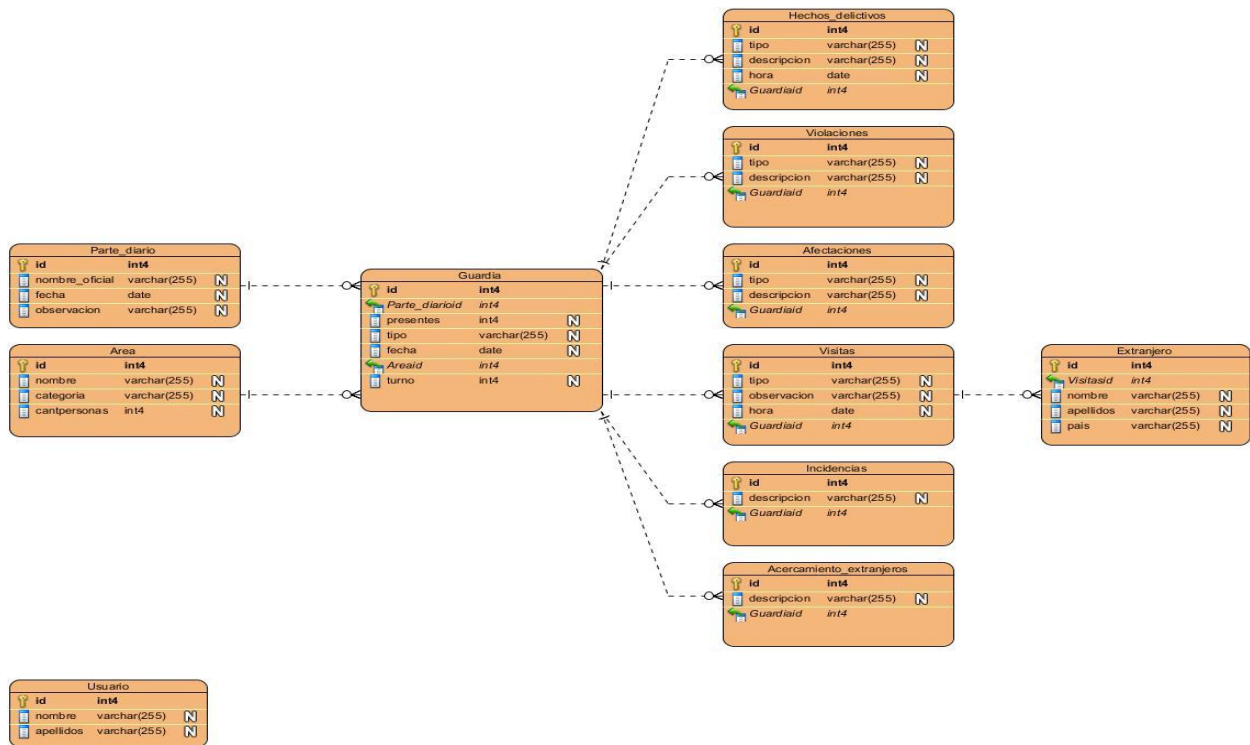 Hechos_delictivos
id int4
tipo varchar(255) N
descripcion varchar(255) N
hora date N
Guardiaid int4
Violaciones
id int4
tipo varchar(255) N
descripcion varchar(255) N
Guardiaid int4
Parte_diario
id int4
nombre_oficial varchar(255) N
fecha date N
observacion varchar(255) N
Area
id int4
nombre varchar(255) N
categoria varchar(255) N
cantpersonas int4 N
Guardia
id int4
Parte_diarioid int4
presentes int4 N
tipo varchar(255) N
fecha date N
Areaid int4
turno int4 N
Afectaciones
id int4
tipo varchar(255) N
descripcion varchar(255) N
Guardiaid int4
Visitas
id int4
tipo varchar(255) N
observacion varchar(255) N
hora date N
Guardiaid int4
Extranjero
id int4
Visitasid int4
nombre varchar(255) N
apellidos varchar(255) N
pais varchar(255) N
Incidencias
id int4
descripcion varchar(255) N
Guardiaid int4
Acercamiento_extranjeros
id int4
descripcion varchar(255) N
Guardiaid int4
Usuario
id int4
nombre varchar(255) N
apellidos varchar(255) N